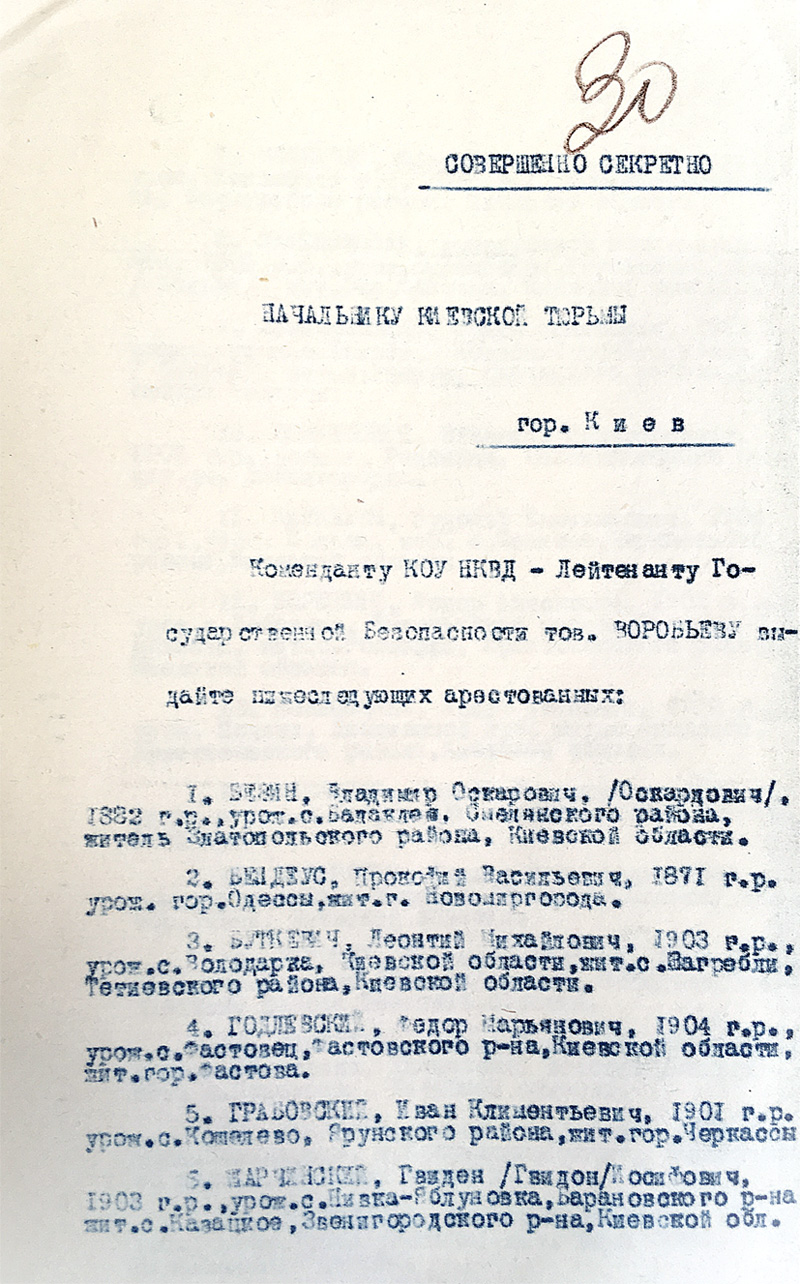 30
СОВЕРШЕННО СЕКРЕТНО
НАЧАЛЬНИКУ КИЕВСКОЙ ТЮРЬМЫ
гор. К и е в
Коменданту КОУ НКВД - Лейтенанту Го-
сударственной Безопасности тов. ВОРОБЬЕВУ вы-
дайте нижеследующих арестованных:
1. Владимир Оскарович, /Оскардович/,
1882 г.р.,урож.с.Балаклея, Смелянского района,
житель Златопольского района, Киевской области.
2. Прокофий Васильевич, 1871 г.р.
урож. гор.Одессы,жит.г. Новомиргорода.
3. БУТКЕВИЧ, Леонтий Михайлович, 1903 г.р.,
урож.с.Володарка, Киевской области,жит.с.Загребли,
Тетиевского района,Киевской области.
4. ГОДЛЕВСКИЙ, Федор Марьянович, 1904 г.р.,
урож.с.Фастовец,Фастовского р-на,Киевской области,
жит.гор.Фастова.
5. ГРАБОВСКИЙ, Иван Климентьевич, 1901 г.р.
урож.с.Кошелево, Ярунского района,жит.гор.Черкассы
6. МАРЧИНСКИЙ, Гвиден /Гвидон/Иосифович,
1903 г.р.,урож.с.Нивка-Яблуновка,Барановского р-на
жит.с.Казацкое,Звенигородского р-на,Киевской обл.